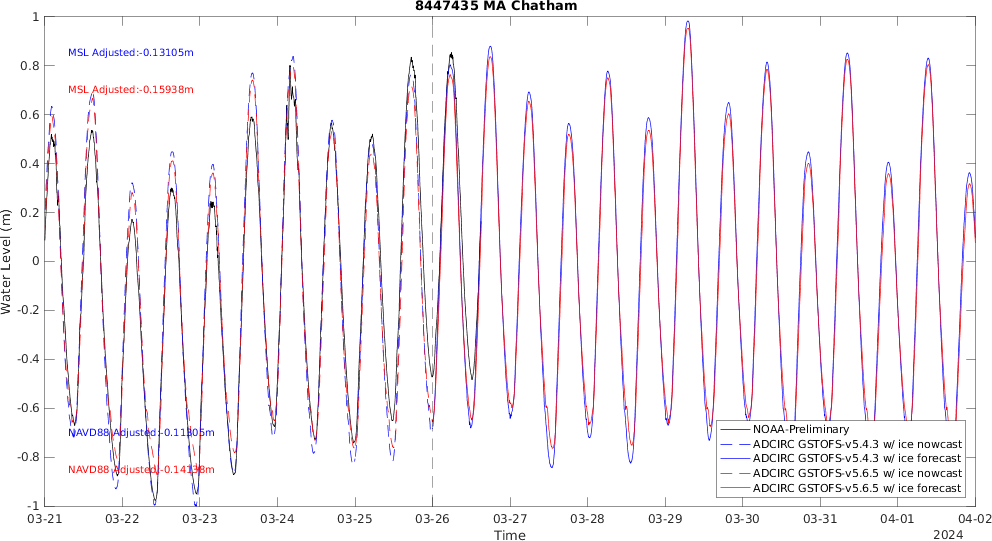 8447435 MA Chatham
MSL Adjusted:-0.13105m
MSL Adjusted:-0.15938m
NAVD88 Adjusted:-0.11305m
NAVD88 Adjusted:-0.14138m
Water Level (m)
1
0.8
0.6
0.4
0.2
0
-0.2
-0.4
-0.6
-0.8
-1
NOAA-Preliminary
ADCIRC GSTOFS-v5.4.3 w/ ice nowcast
ADCIRC GSTOFS-v5.4.3 w/ ice forecast
ADCIRC GSTOFS-v5.6.5 w/ ice nowcast
ADCIRC GSTOFS-v5.6.5 w/ ice forecast
03-21 03-22 03-23 03-24 03-25 03-26 03-27 03-28 03-29 03-30 03-31 04-01 04-02
Time
2024